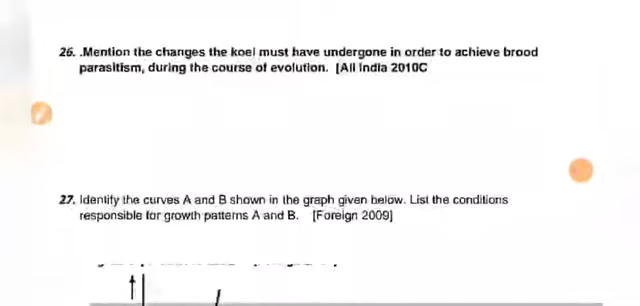 26. .Mention the changes the koel must have undergone in order to achieve brood
parasitism, during the course of evolution. [All India 2010C
27. Identify the curves A and B shown in the graph given below. List the conditions
responsible for growth patterns A and B. [Foreign 2009]